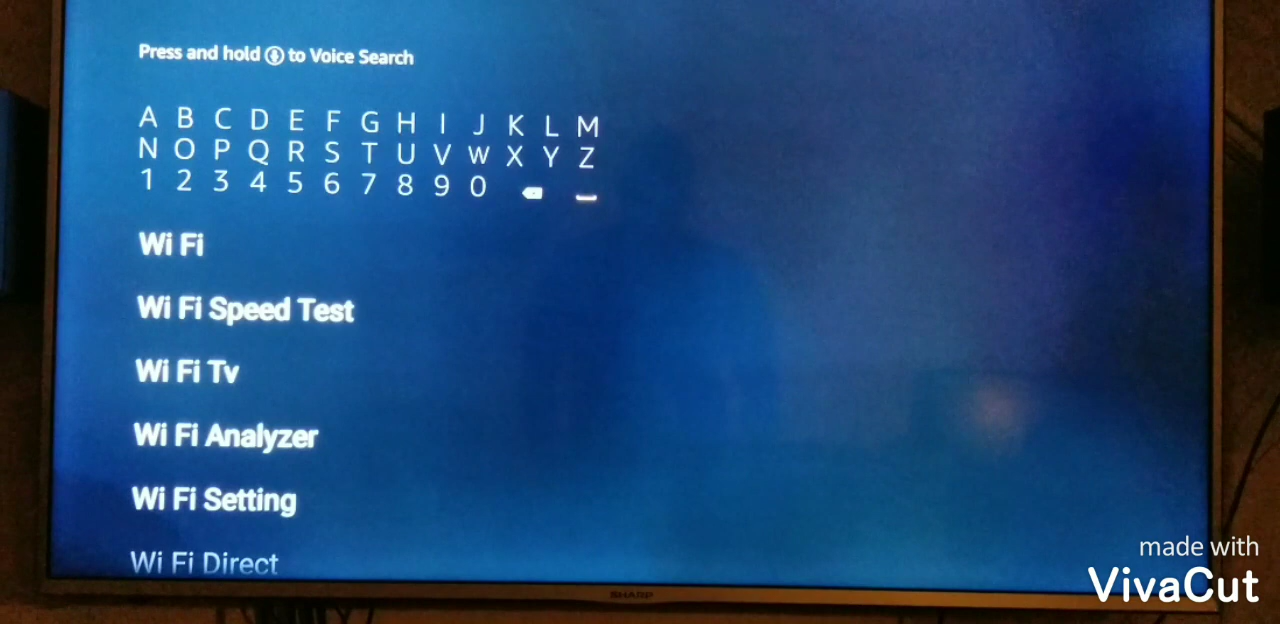 Press and hold to Voice Search
A B C D E F G H I J K L M
N O P Q R S T U V W X Y Z
1 2 3 4 5 6 7 8 9 0
Wi Fi
Wi Fi Speed Test
Wi Fi Tv
Wi Fi Analyzer
Wi Fi Setting
Wi Fi Direct
SHARP
made with
VivaCut